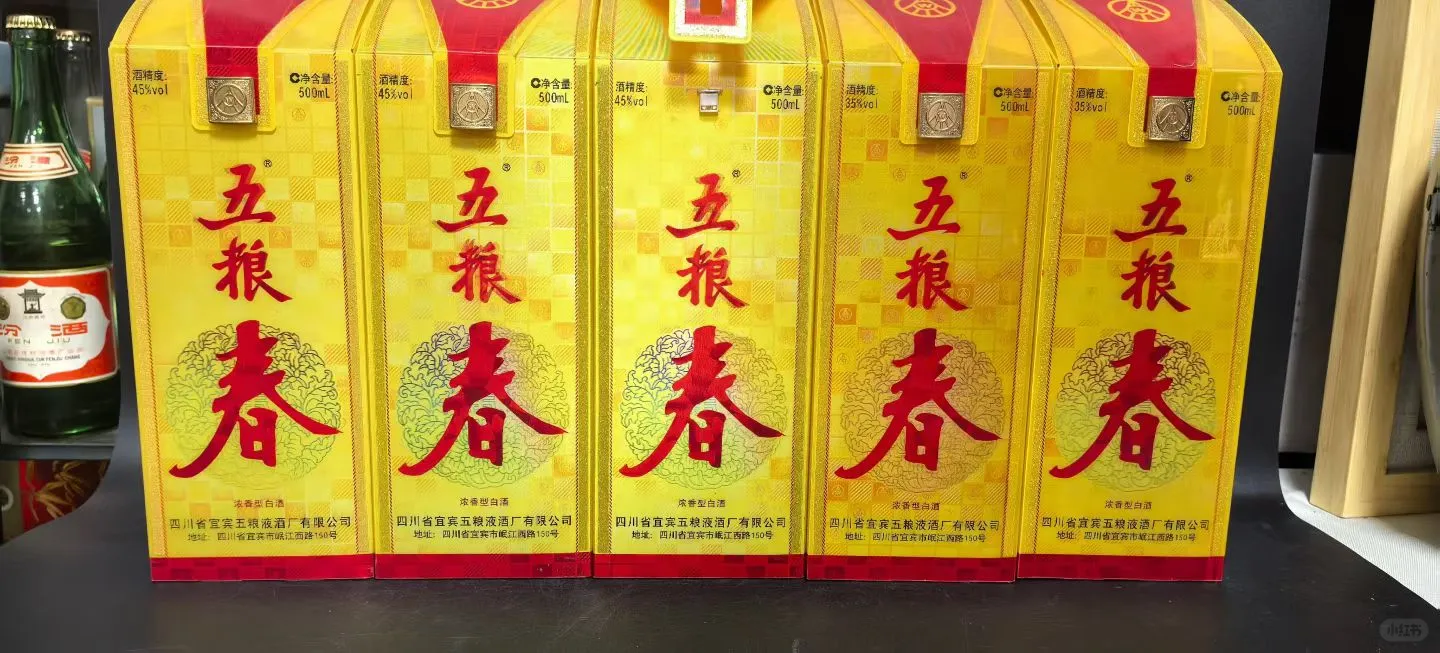 酒精度:
45%vol
净含量:
500mL
五
粮
春
®
浓香型白酒
四川省宜宾五粮液酒厂有限公司
地址: 四川省宜宾市岷江西路150号
酒精度:
45%vol
净含量:
500mL
五
粮
春
®
浓香型白酒
四川省宜宾五粮液酒厂有限公司
地址: 四川省宜宾市岷江西路150号
酒精度:
45%vol
净含量:
500mL
五
粮
春
®
浓香型白酒
四川省宜宾五粮液酒厂有限公司
地址: 四川省宜宾市岷江西路150号
酒精度:
35%vol
净含量:
500mL
五
粮
春
®
浓香型白酒
四川省宜宾五粮液酒厂有限公司
地址: 四川省宜宾市岷江西路150号
酒精度:
35%vol
净含量:
500mL
五
粮
春
®
浓香型白酒
四川省宜宾五粮液酒厂有限公司
地址: 四川省宜宾市岷江西路150号
汾酒
汾 酒
FEN JIU
小红书